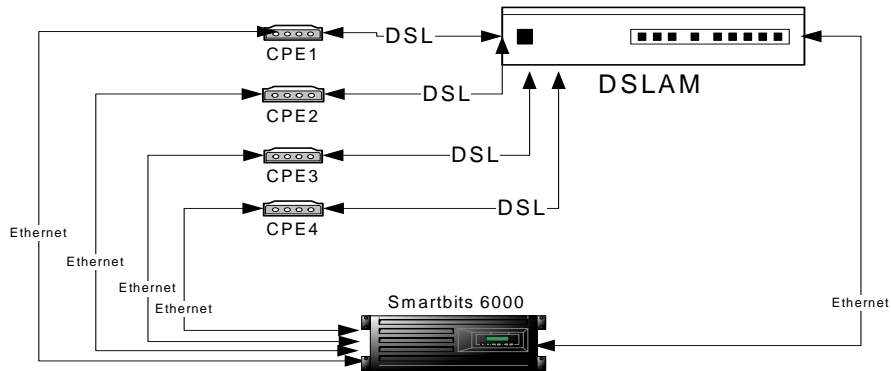 DSL
CPE1
DSLAM
DSL
CPE2
DSL
CPE3
DSL
CPE4
Ethernet
Ethernet
Ethernet
Ethernet
Smartbits 6000
Ethernet